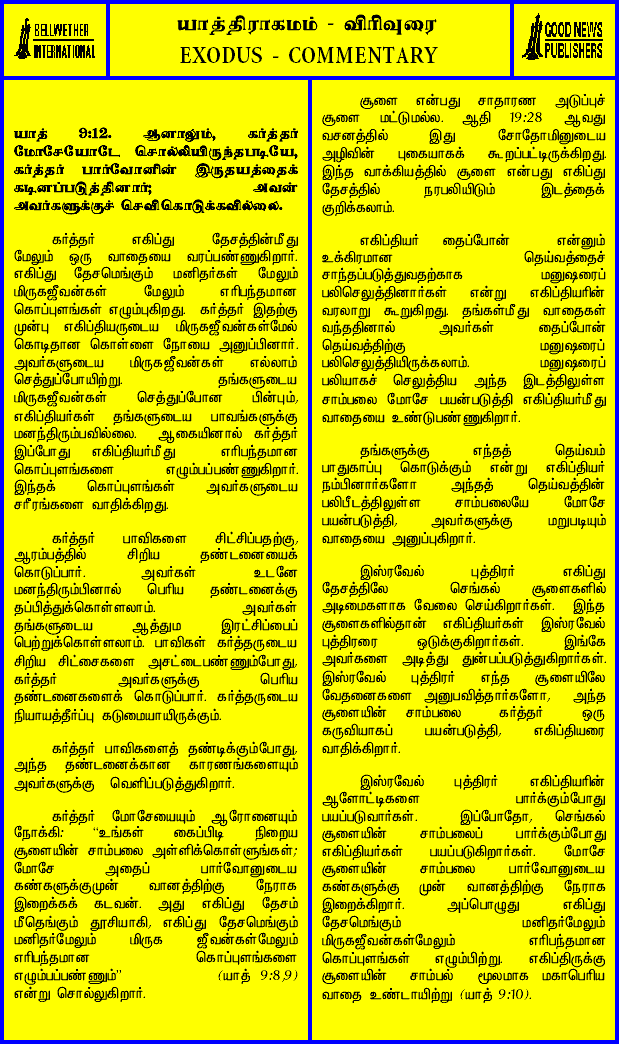 BELLWETHER
INTERNATIONAL
யாத்திராகமம் - விரிவுரை
EXODUS - COMMENTARY
GOOD NEWS
PUBLISHERS
யாத் 9:12. ஆனாலும், கர்த்தர்
மோசேயோடே சொல்லியிருந்தபடியே,
கர்த்தர் பார்வோனின் இருதயத்தைக்
கடினப்படுத்தினார்; அவன்
அவர்களுக்குச் செவிகொடுக்கவில்லை.
கர்த்தர் எகிப்து தேசத்தின்மீது
மேலும் ஒரு வாதையை வரப்பண்ணுகிறார்.
எகிப்து தேசமெங்கும் மனிதர்கள் மேலும்
மிருகஜீவன்கள் மேலும் எரிபந்தமான
கொப்புளங்கள் எழும்புகிறது. கர்த்தர் இதற்கு
முன்பு எகிப்தியருடைய மிருகஜீவன்கள்மேல்
கொடிதான கொள்ளை நோயை அனுப்பினார்.
அவர்களுடைய மிருகஜீவன்கள் எல்லாம்
செத்துப்போயிற்று. தங்களுடைய
மிருகஜீவன்கள் செத்துப்போன பின்பும்,
எகிப்தியர்கள் தங்களுடைய பாவங்களுக்கு
மனந்திரும்பவில்லை. ஆகையினால் கர்த்தர்
இப்போது எகிப்தியர்மீது எரிபந்தமான
கொப்புளங்களை எழும்பப்பண்ணுகிறார்.
இந்தக் கொப்புளங்கள் அவர்களுடைய
சரீரங்களை வாதிக்கிறது.
கர்த்தர் பாவிகளை சிட்சிப்பதற்கு,
ஆரம்பத்தில் சிறிய தண்டனையைக்
கொடுப்பார். அவர்கள் உடனே
மனந்திரும்பினால் பெரிய தண்டனைக்கு
தப்பித்துக்கொள்ளலாம். அவர்கள்
தங்களுடைய ஆத்தும இரட்சிப்பைப்
பெற்றுக்கொள்ளலாம். பாவிகள் கர்த்தருடைய
சிறிய சிட்சைகளை அசட்டைபண்ணும்போது,
கர்த்தர் அவர்களுக்கு பெரிய
தண்டனைகளைக் கொடுப்பார். கர்த்தருடைய
நியாயத்தீர்ப்பு கடுமையாயிருக்கும்.
கர்த்தர் பாவிகளைத் தண்டிக்கும்போது,
அந்த தண்டனைக்கான காரணங்களையும்
அவர்களுக்கு வெளிப்படுத்துகிறார்.
கர்த்தர் மோசேயையும் ஆரோனையும்
நோக்கி: “உங்கள் கைப்பிடி நிறைய
சூளையின் சாம்பலை அள்ளிக்கொள்ளுங்கள்;
மோசே அதைப் பார்வோனுடைய
கண்களுக்குமுன் வானத்திற்கு நேராக
இறைக்கக் கடவன். அது எகிப்து தேசம்
மீதெங்கும் தூசியாகி, எகிப்து தேசமெங்கும்
மனிதர்மேலும் மிருக ஜீவன்கள்மேலும்
எரிபந்தமான கொப்புளங்களை
எழும்பப்பண்ணும்” (யாத் 9:8,9)
என்று சொல்லுகிறார்.
சூளை என்பது சாதாரண அடுப்புச்
சூளை மட்டுமல்ல. ஆதி 19:28 ஆவது
வசனத்தில் இது சோதோமினுடைய
அழிவின் புகையாகக் கூறப்பட்டிருக்கிறது.
இந்த வாக்கியத்தில் சூளை என்பது எகிப்து
தேசத்தில் நரபலியிடும் இடத்தைக்
குறிக்கலாம்.
எகிப்தியர் தைப்போன் என்னும்
உக்கிரமான தெய்வத்தைச்
சாந்தப்படுத்துவதற்காக மனுஷரைப்
பலிசெலுத்தினார்கள் என்று எகிப்தியரின்
வரலாறு கூறுகிறது. தங்கள்மீது வாதைகள்
வந்ததினால் அவர்கள் தைப்போன்
தெய்வத்திற்கு மனுஷரைப்
பலிசெலுத்தியிருக்கலாம். மனுஷரைப்
பலியாகச் செலுத்திய அந்த இடத்திலுள்ள
சாம்பலை மோசே பயன்படுத்தி எகிப்தியர்மீது
வாதையை உண்டுபண்ணுகிறார்.
தங்களுக்கு எந்தத் தெய்வம்
பாதுகாப்பு கொடுக்கும் என்று எகிப்தியர்
நம்பினார்களோ அந்தத் தெய்வத்தின்
பலிபீடத்திலுள்ள சாம்பலையே மோசே
பயன்படுத்தி, அவர்களுக்கு மறுபடியும்
வாதையை அனுப்புகிறார்.
இஸ்ரவேல் புத்திரர் எகிப்து
தேசத்திலே செங்கல் சூளைகளில்
அடிமைகளாக வேலை செய்கிறார்கள். இந்த
சூளைகளில்தான் எகிப்தியர்கள் இஸ்ரவேல்
புத்திரரை ஒடுக்குகிறார்கள். இங்கே
அவர்களை அடித்து துன்பப்படுத்துகிறார்கள்.
இஸ்ரவேல் புத்திரர் எந்த சூளையிலே
வேதனைகளை அனுபவித்தார்களோ, அந்த
சூளையின் சாம்பலை கர்த்தர் ஒரு
கருவியாகப் பயன்படுத்தி, எகிப்தியரை
வாதிக்கிறார்.
இஸ்ரவேல் புத்திரர் எகிப்தியரின்
ஆளோட்டிகளை பார்க்கும்போது
பயப்படுவார்கள். இப்போதோ, செங்கல்
சூளையின் சாம்பலைப் பார்க்கும்போது
எகிப்தியர்கள் பயப்படுகிறார்கள். மோசே
சூளையின் சாம்பலை பார்வோனுடைய
கண்களுக்கு முன் வானத்திற்கு நேராக
இறைக்கிறார். அப்பொழுது எகிப்து
தேசமெங்கும் மனிதர்மேலும்
மிருகஜீவன்கள்மேலும் எரிபந்தமான
கொப்புளங்கள் எழும்பிற்று. எகிப்திருக்கு
சூளையின் சாம்பல் மூலமாக மகாபெரிய
வாதை உண்டாயிற்று (யாத் 9:10).